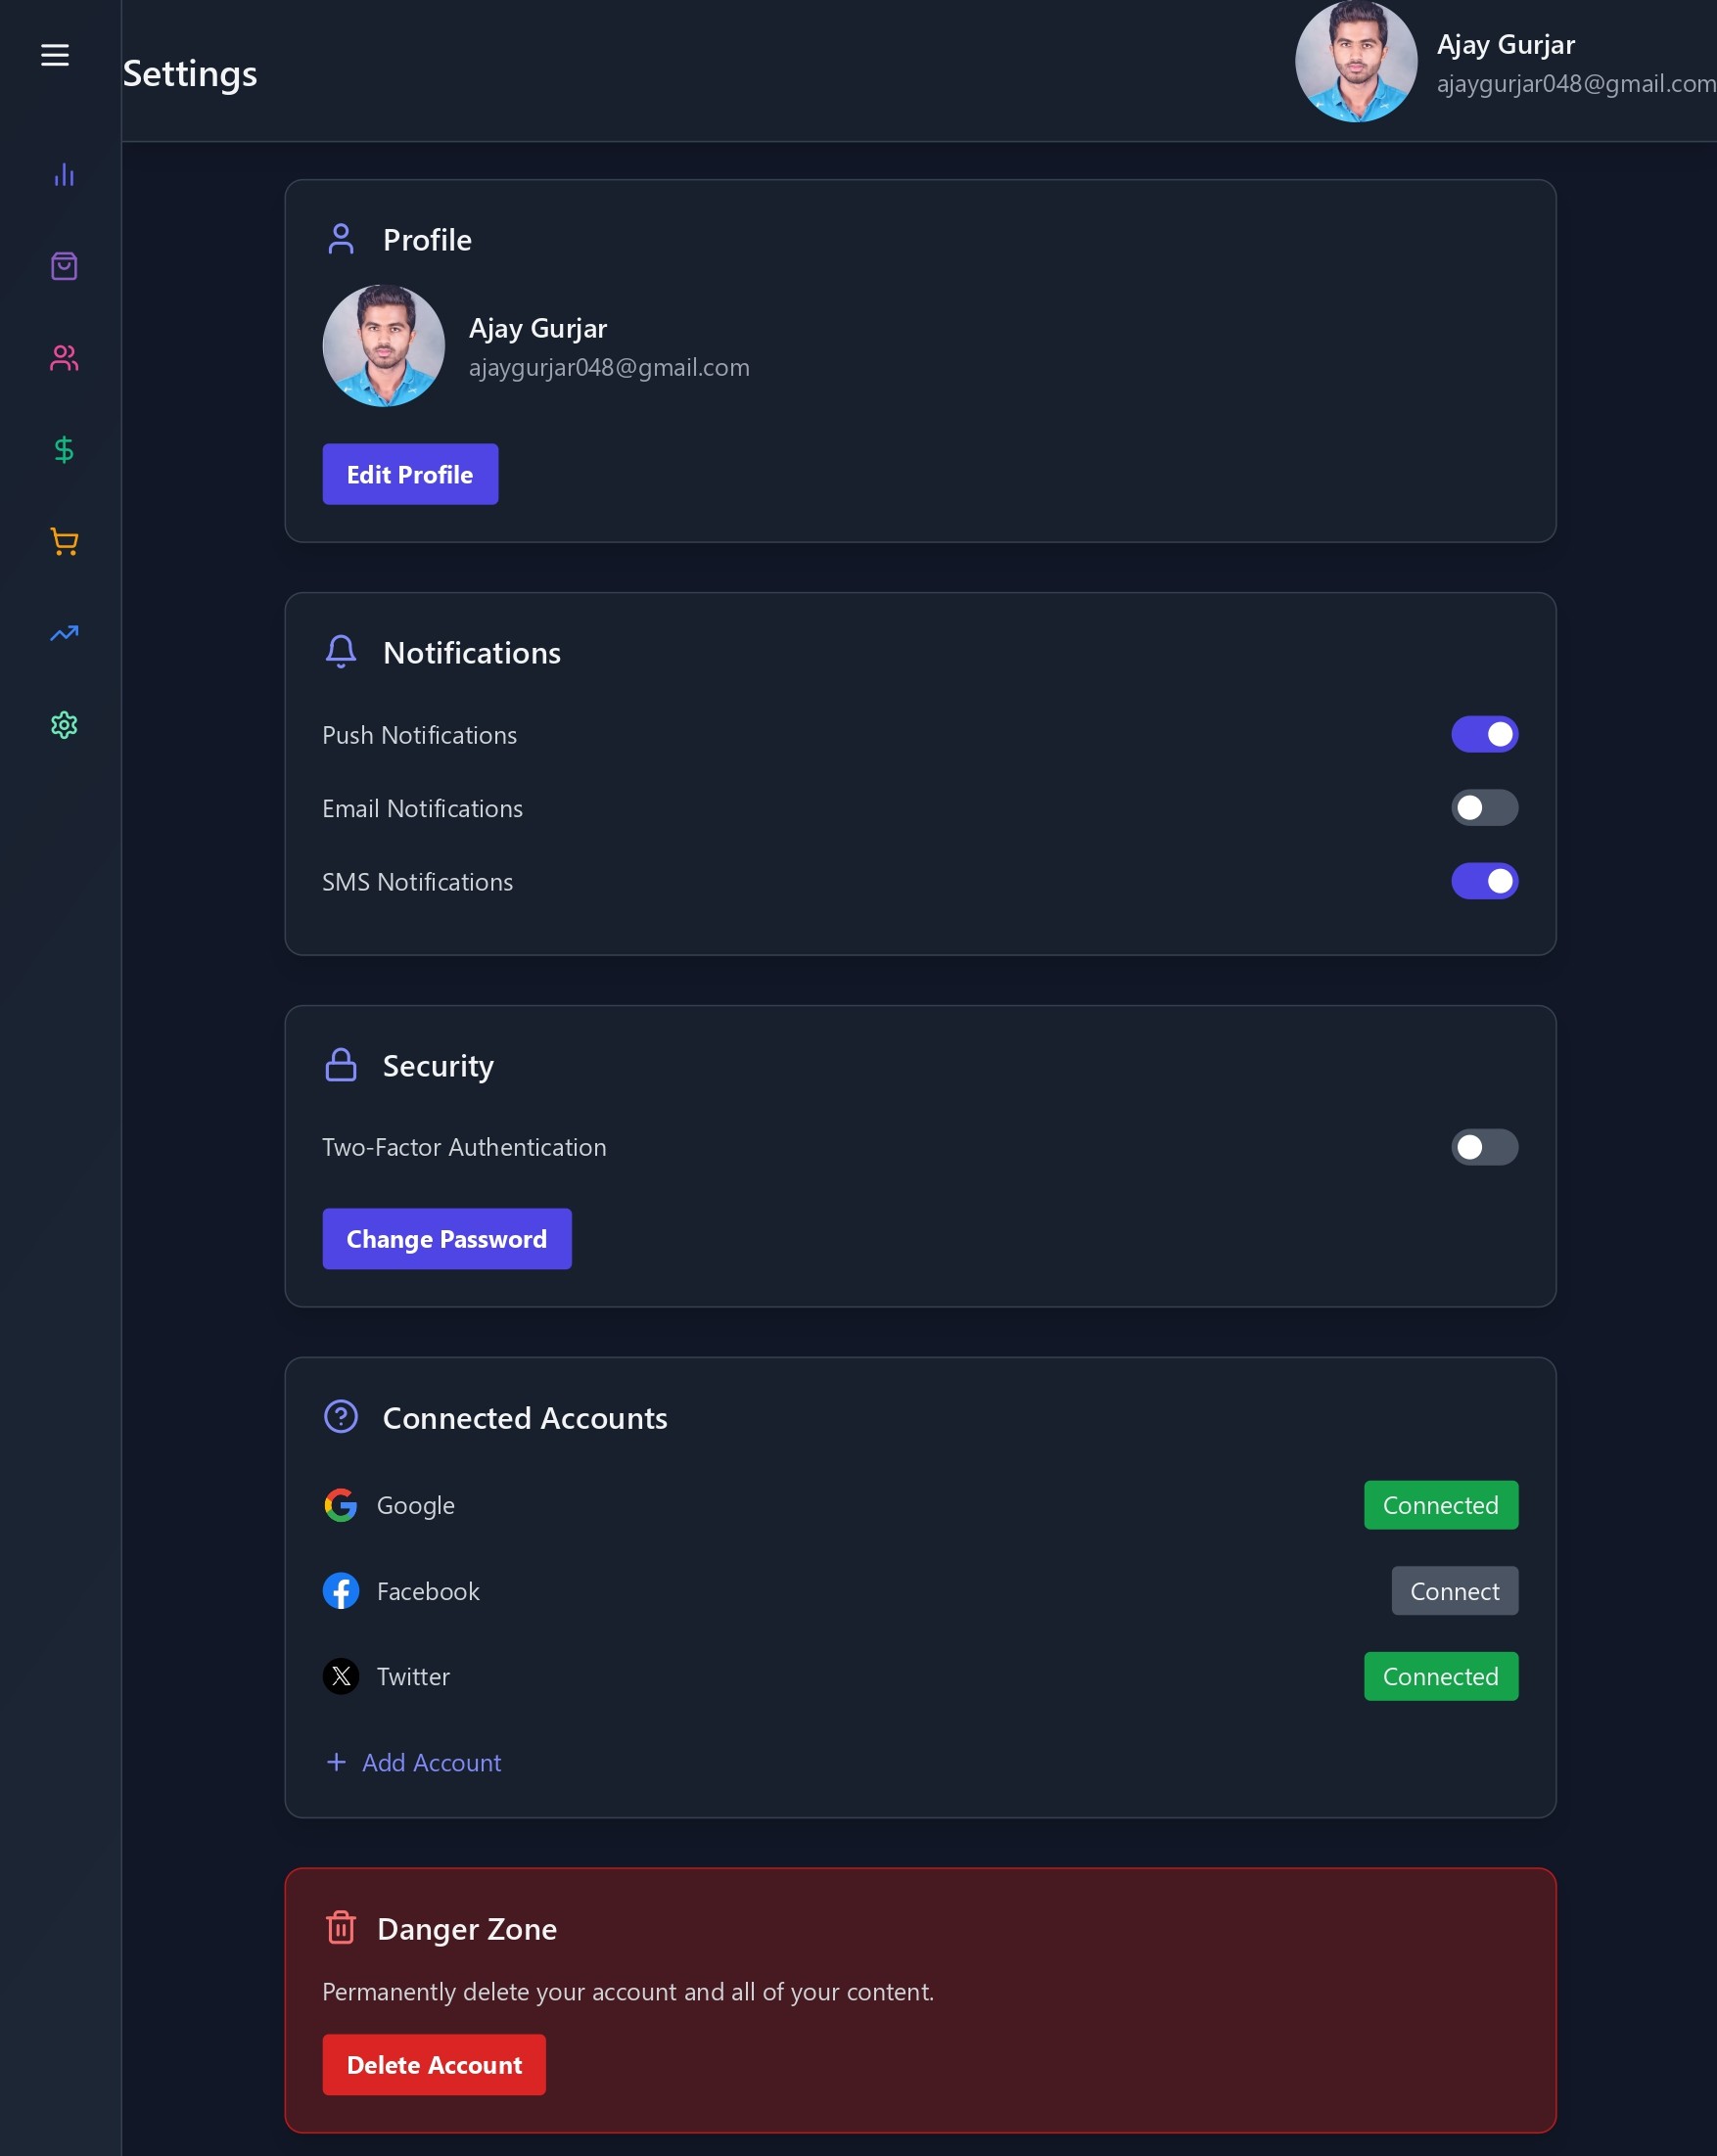 Settings
Ajay Gurjar
ajaygurjar048@gmail.com
Profile
Ajay Gurjar
ajaygurjar048@gmail.com
Edit Profile
Notifications
Push Notifications
Email Notifications
SMS Notifications
Security
Two-Factor Authentication
Change Password
Connected Accounts
Google
Connected
Facebook
Connect
Twitter
Connected
Add Account
Danger Zone
Permanently delete your account and all of your content.
Delete Account